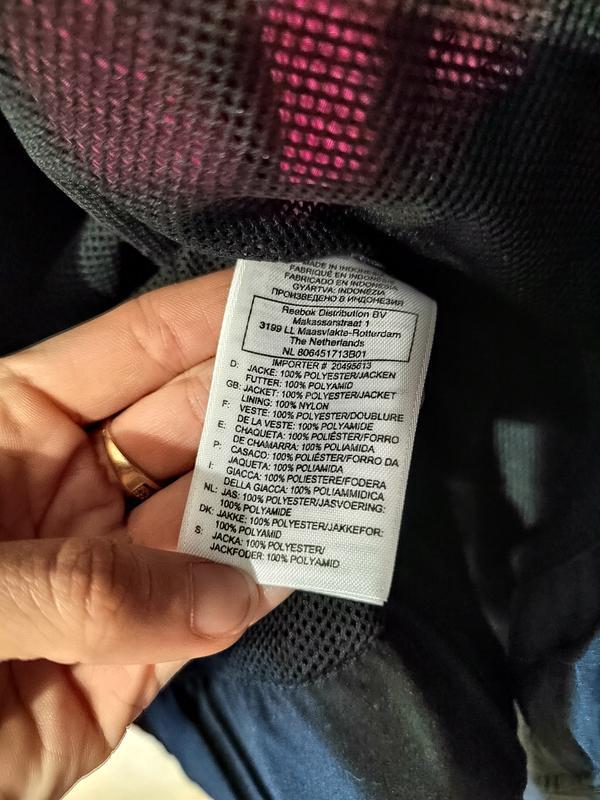 MADE IN INDONESIA
FABRIQUÉ EN INDONÉSIE
FABRICADO EN INDONESIA
GYÁRTVA: INDONÉZIA
ПРОИЗВЕДЕНО В ИНДОНЕЗИИ
Reebok Distribution BV
Makassarstraat 1
3199 LL Maasvlakte-Rotterdam
The Netherlands
NL 806451713B01
IMPORTER # 20495613
D: JACKE: 100% POLYESTER/JACKEN
FUTTER: 100% POLYAMID
GB: JACKET: 100% POLYESTER/JACKET
LINING: 100% NYLON
F: VESTE: 100% POLYESTER/DOUBLURE
DE LA VESTE: 100% POLYAMIDE
E: CHAQUETA: 100% POLIÉSTER/FORRO
DE CHAMARRA: 100% POLIAMIDA
P: CASACO: 100% POLIÉSTER/FORRO DA
JAQUETA: 100% POLIAMIDA
I: GIACCA: 100% POLIESTERE/FODERA
DELLA GIACCA: 100% POLIAMMIDICA
NL: JAS: 100% POLYESTER/JASVOERING:
100% POLYAMIDE
DK: JAKKE: 100% POLYESTER/JAKKEFOR:
100% POLYAMID
S: JACKA: 100% POLYESTER/
JACKFODER: 100% POLYAMID